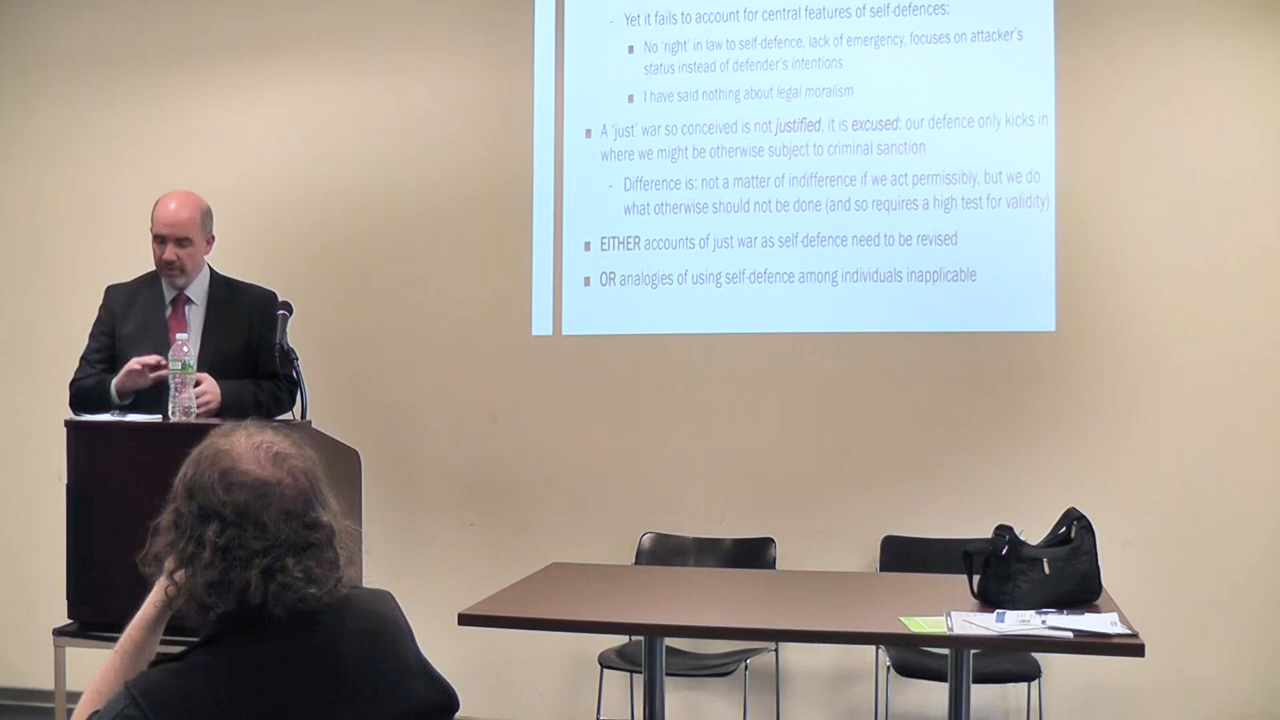 – Yet it fails to account for central features of self-defences:
■ No 'right' in law to self-defence, lack of emergency, focuses on attacker's
status instead of defender's intentions
■ I have said nothing about legal moralism
■ A 'just' war so conceived is not justified, it is excused: our defence only kicks in
where we might be otherwise subject to criminal sanction
– Difference is: not a matter of indifference if we act permissibly, but we do
what otherwise should not be done (and so requires a high test for validity)
■ EITHER accounts of just war as self-defence need to be revised
■ OR analogies of using self-defence among individuals inapplicable